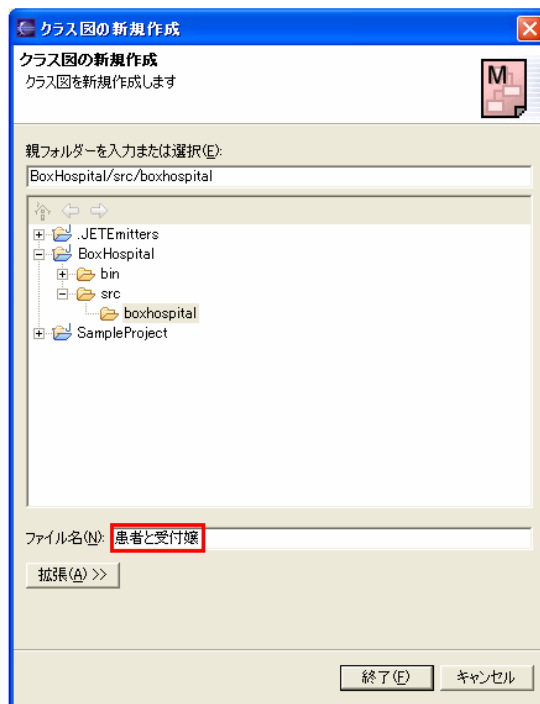 クラス図の新規作成
クラス図の新規作成
クラス図を新規作成します
M
親フォルダーを入力または選択(E):
BoxHospital/src/boxhospital
.JETEmitters
BoxHospital
bin
src
boxhospital
SampleProject
ファイル名(N): 患者と受付嬢
拡張(A) >>
終了(F) キャンセル